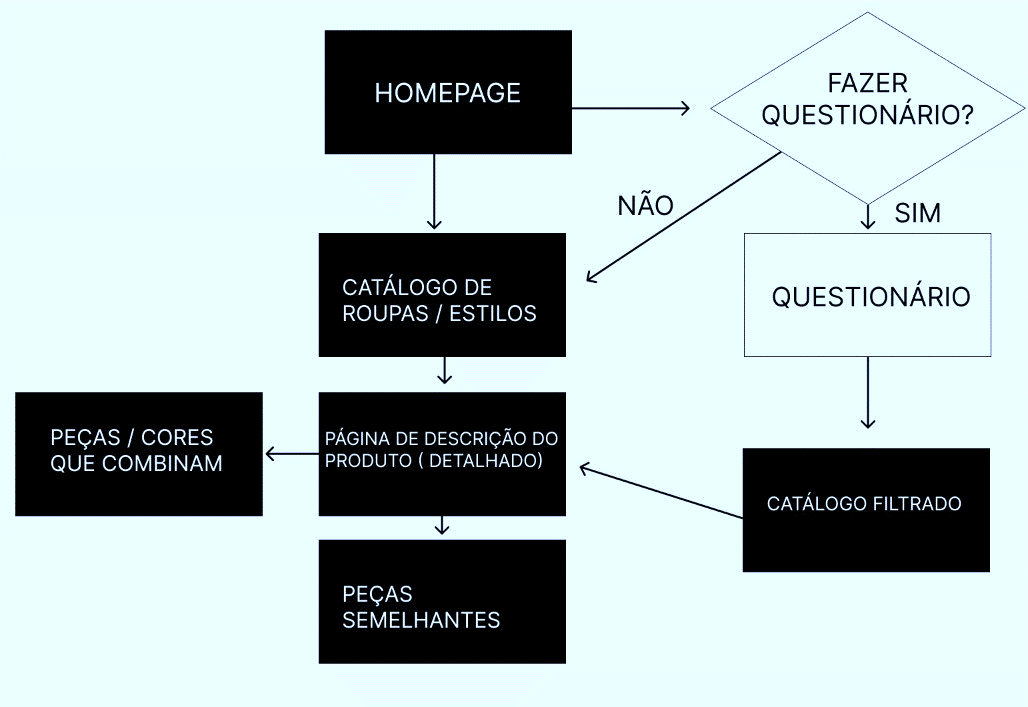 HOMEPAGE
FAZER
QUESTIONÁRIO?
NÃO
SIM
CATÁLOGO DE
ROUPAS / ESTILOS
QUESTIONÁRIO
PEÇAS / CORES
QUE COMBINAM
PÁGINA DE DESCRIÇÃO DO
PRODUTO ( DETALHADO)
CATÁLOGO FILTRADO
PEÇAS
SEMELHANTES